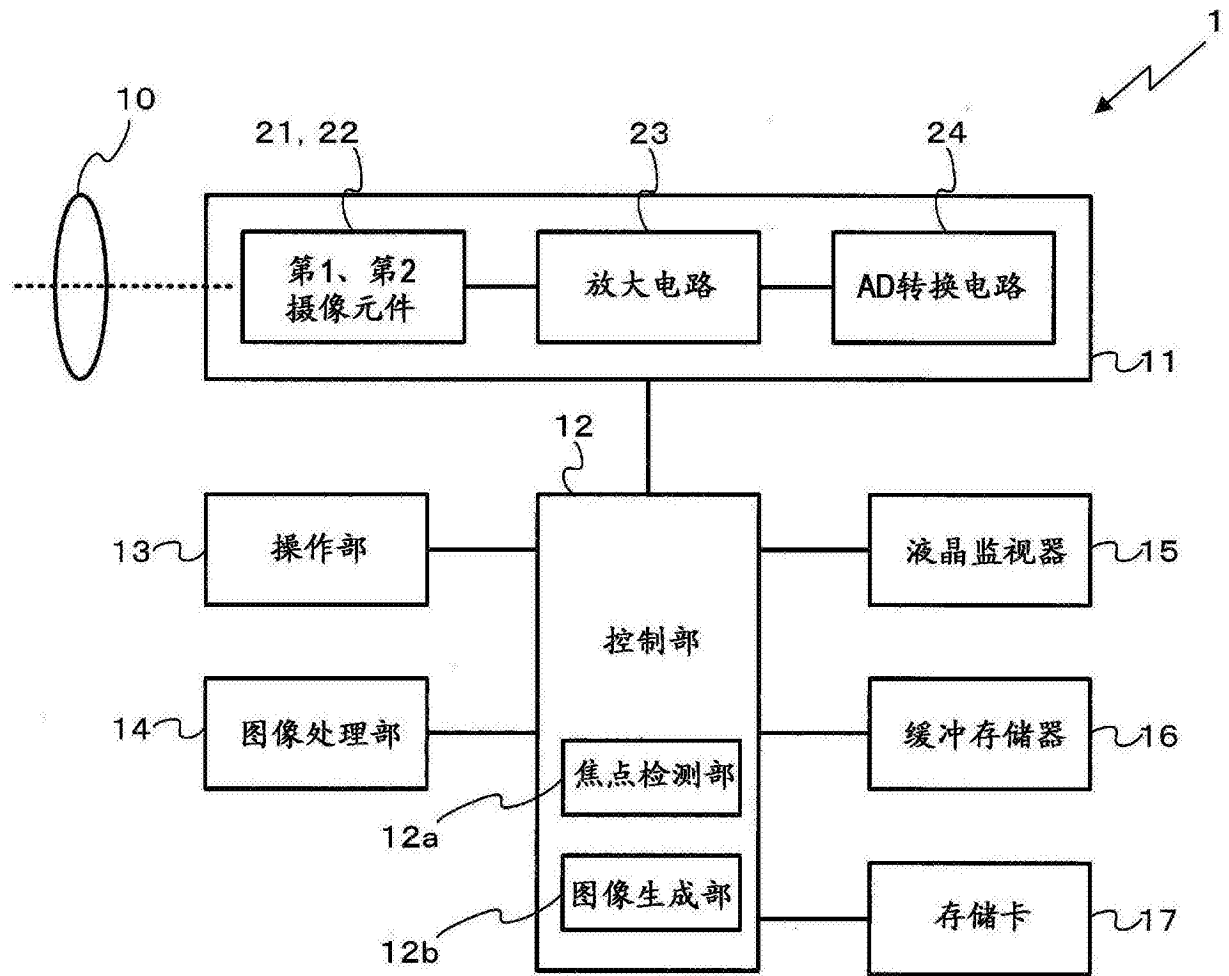 1
10
21, 22
23
24
第1、第2
摄像元件
放大电路
AD转换电路
11
12
13
操作部
液晶监视器
15
控制部
14
图像处理部
缓冲存储器
16
焦点检测部
12a
图像生成部
12b
存储卡
17